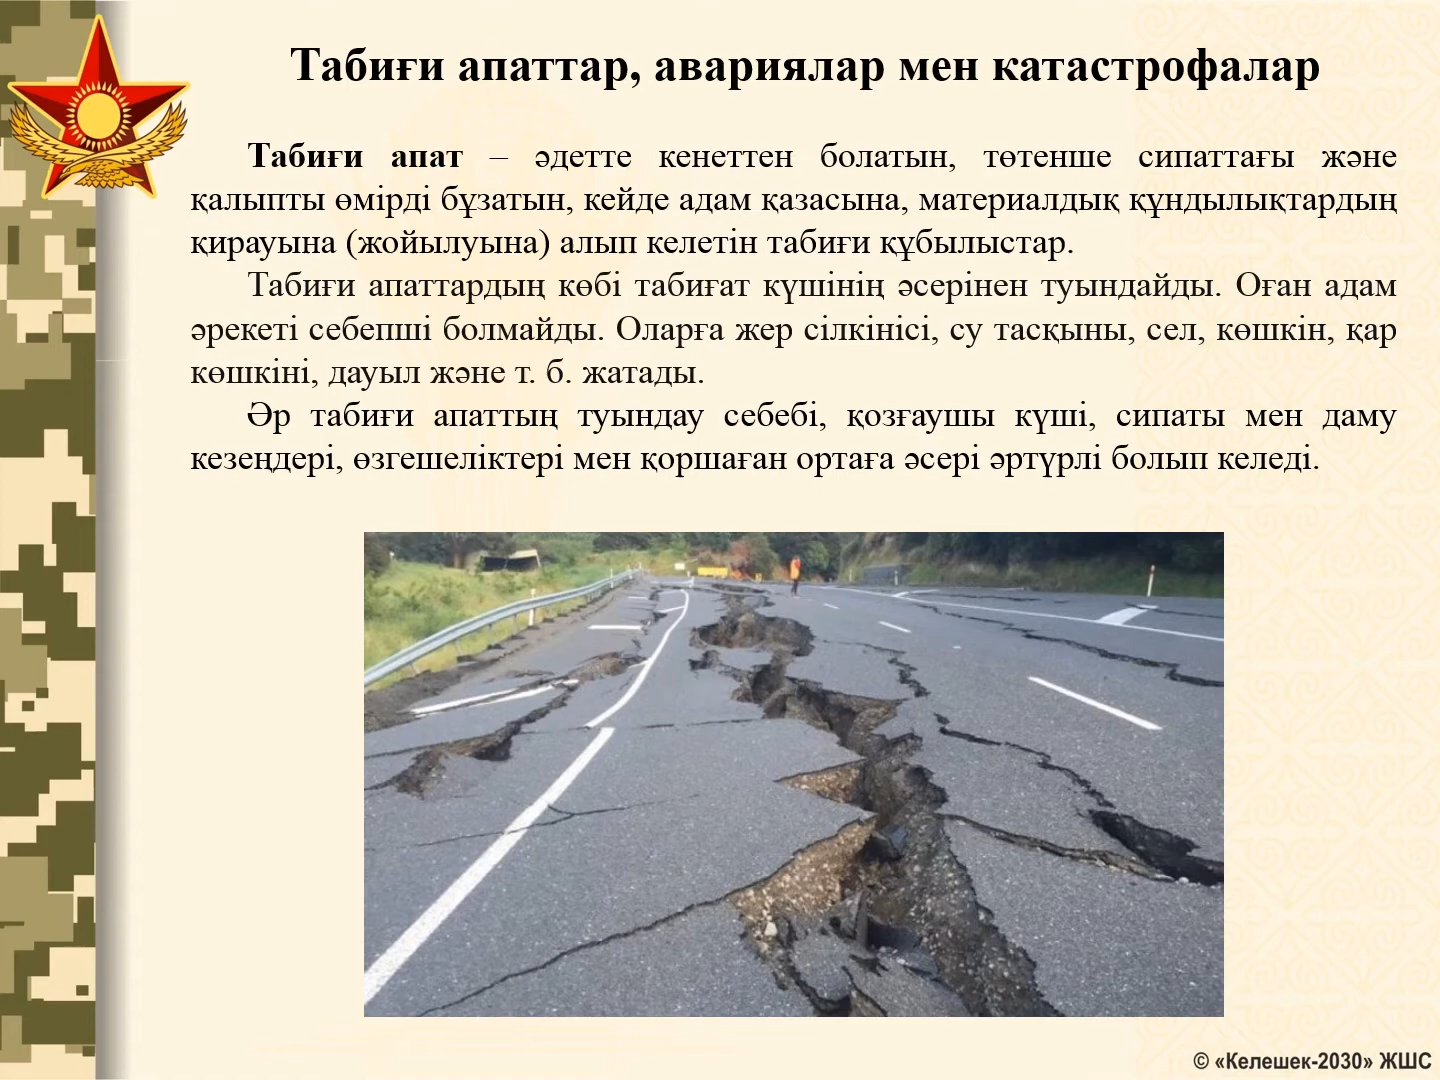 Табиғи апаттар, авариялар мен катастрофалар
Табиғи апат – әдетте кенеттен болатын, төтенше сипаттағы және
қалыпты өмірді бұзатын, кейде адам қазасына, материалдық құндылықтардың
қирауына (жойылуына) алып келетін табиғи құбылыстар.
Табиғи апаттардың көбі табиғат күшінің әсерінен туындайды. Оған адам
әрекеті себепші болмайды. Оларға жер сілкінісі, су тасқыны, сел, көшкін, қар
көшкіні, дауыл және т. б. жатады.
Әр табиғи апаттың туындау себебі, қозғаушы күші, сипаты мен даму
кезеңдері, өзгешеліктері мен қоршаған ортаға әсері әртүрлі болып келеді.
© «Келешек-2030» ЖШС